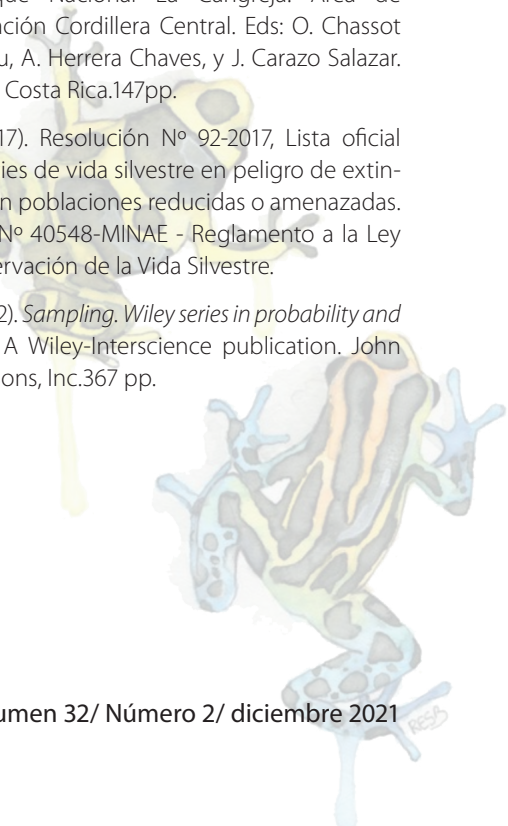 que Nacional La Cangreja. Área de
ación Cordillera Central. Eds: O. Chassot
u, A. Herrera Chaves, y J. Carazo Salazar.
Costa Rica.147pp.
17). Resolución Nº 92-2017, Lista oficial
ies de vida silvestre en peligro de extin-
n poblaciones reducidas o amenazadas.
Nº 40548-MINAE - Reglamento a la Ley
ervación de la Vida Silvestre.
2). Sampling. Wiley series in probability and
A Wiley-Interscience publication. John
ons, Inc.367 pp.
umen 32/ Número 2/ diciembre 2021
RESB